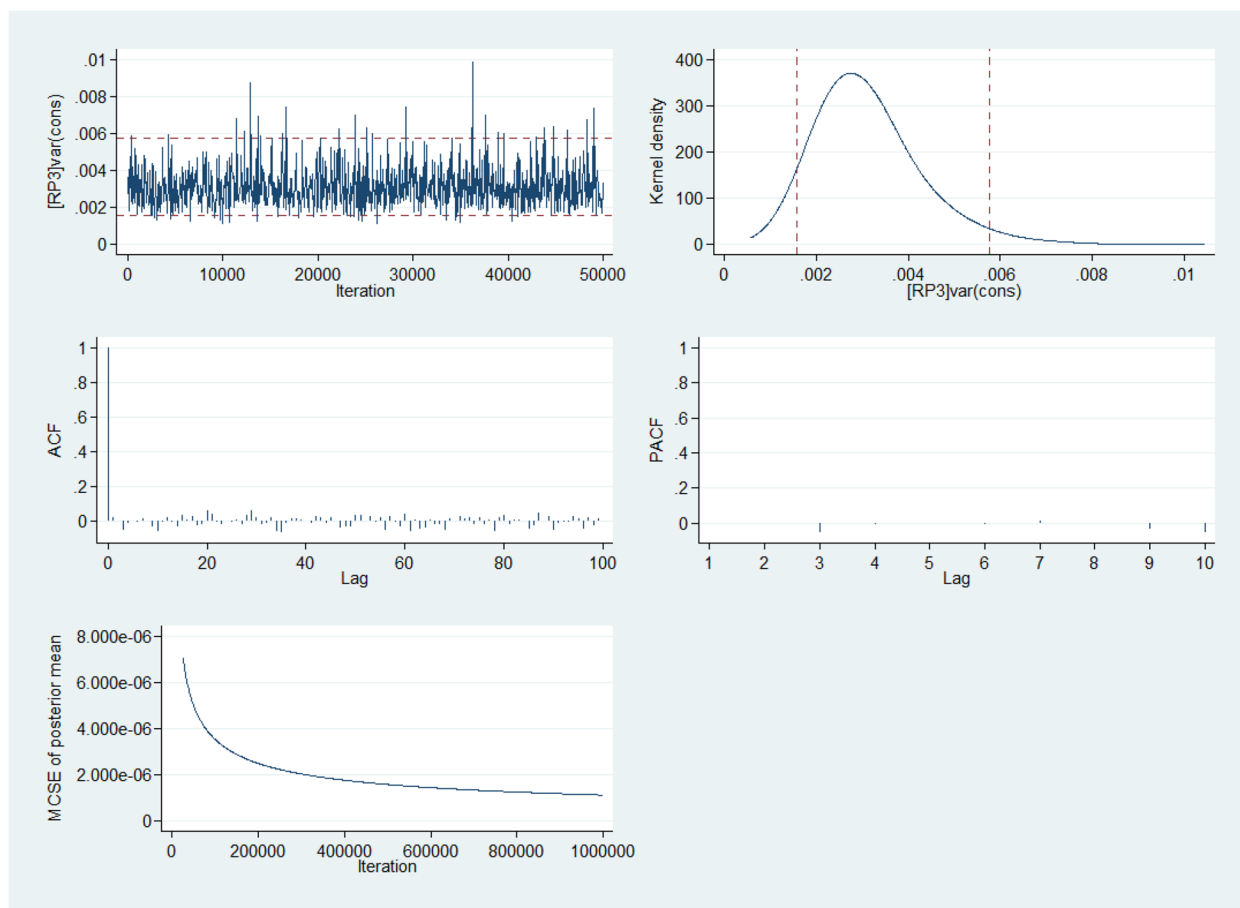 [RP3]var(cons)
.01
.008
.006
.004
.002
0
0 10000 20000 30000 40000 50000
Iteration
Kernel density
400
300
200
100
0
0 .002 .004 .006 .008 .01
[RP3]var(cons)
ACF
1
.8
.6
.4
.2
0
0 20 40 60 80 100
Lag
PACF
1
.8
.6
.4
.2
0
1 2 3 4 5 6 7 8 9 10
Lag
MCSE of posterior mean
8.000e-06
6.000e-06
4.000e-06
2.000e-06
0
0 200000 400000 600000 800000 1000000
Iteration